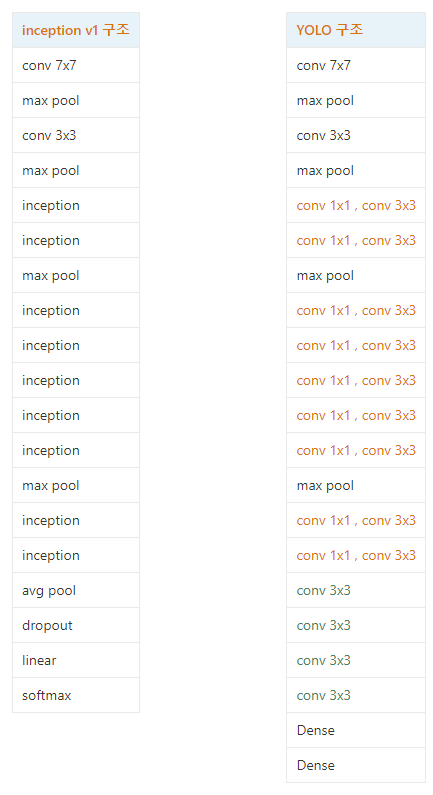 inception v1 구조
conv 7x7
max pool
conv 3x3
max pool
inception
inception
max pool
inception
inception
inception
inception
inception
max pool
inception
inception
avg pool
dropout
linear
softmax
YOLO 구조
conv 7x7
max pool
conv 3x3
max pool
conv 1x1 , conv 3x3
conv 1x1 , conv 3x3
max pool
conv 1x1 , conv 3x3
conv 1x1 , conv 3x3
conv 1x1 , conv 3x3
conv 1x1 , conv 3x3
conv 1x1 , conv 3x3
max pool
conv 1x1 , conv 3x3
conv 1x1 , conv 3x3
conv 3x3
conv 3x3
conv 3x3
conv 3x3
Dense
Dense